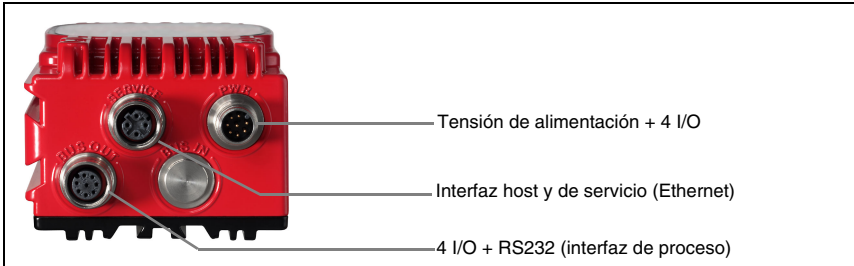 SERVICE
PWR
BUS OUT
BUS IN
Tensión de alimentación + 4 I/O
Interfaz host y de servicio (Ethernet)
4 I/O + RS232 (interfaz de proceso)